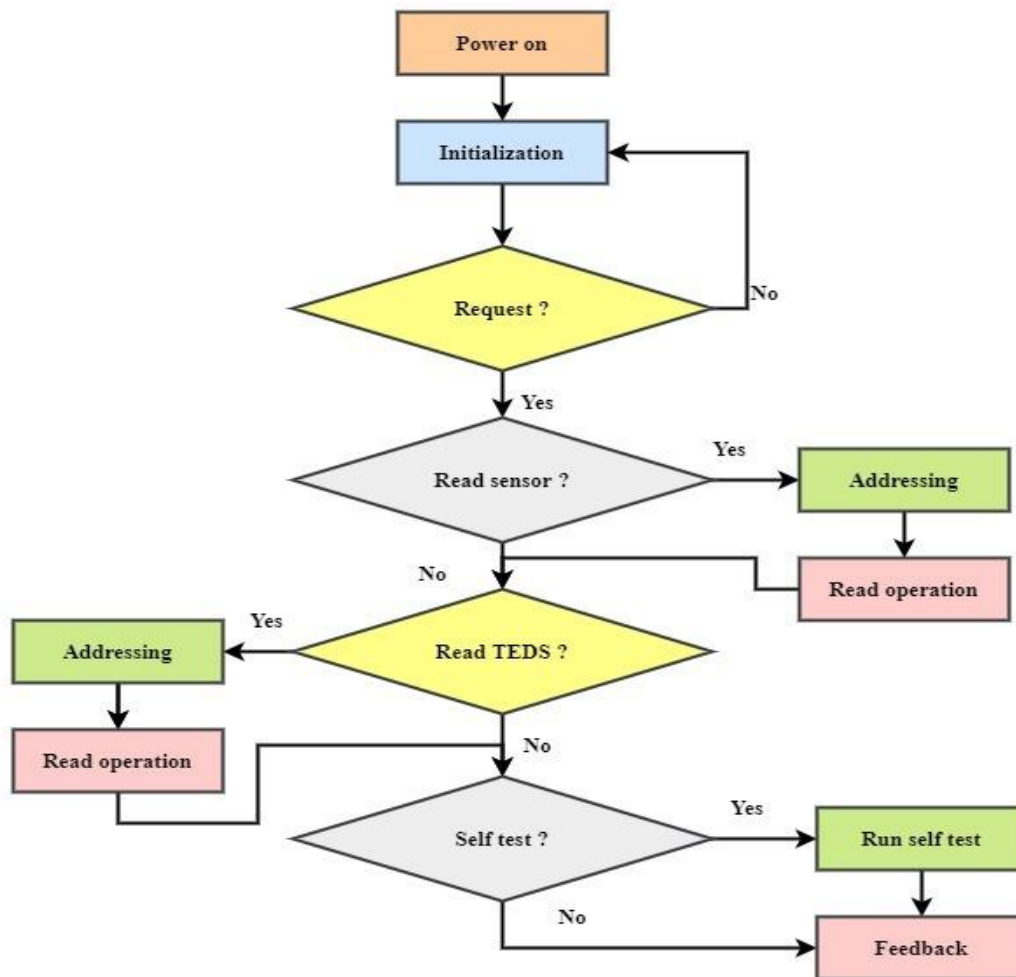 Power on
Initialization
No
Request ?
Yes
Yes
Read sensor ?
Addressing
No
Read operation
Yes
Addressing
Read TEDS ?
No
Read operation
Yes
Self test ?
Run self test
No
Feedback